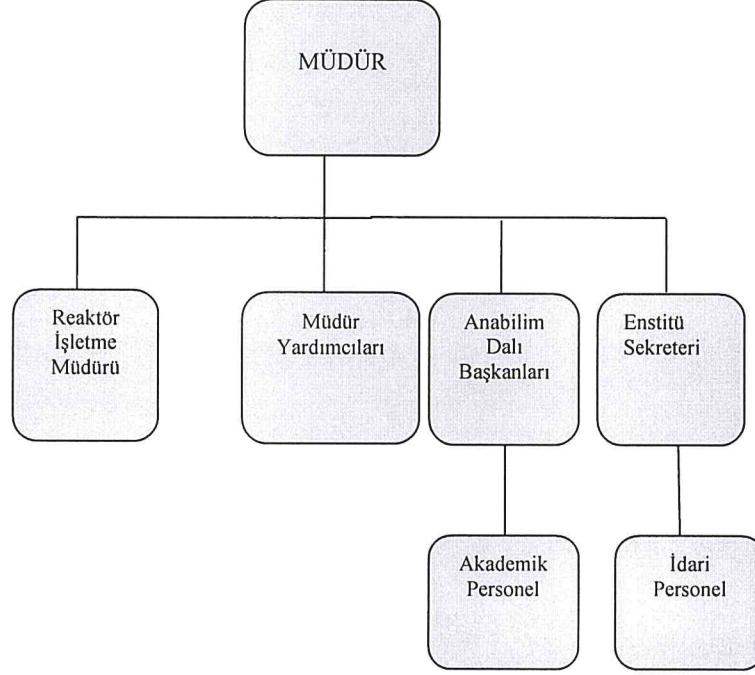 MÜDÜR
Reaktör
İşletme
Müdürü
Müdür
Yardımcıları
Anabilim
Dalı
Başkanları
Enstitü
Sekreteri
Akademik
Personel
İdari
Personel